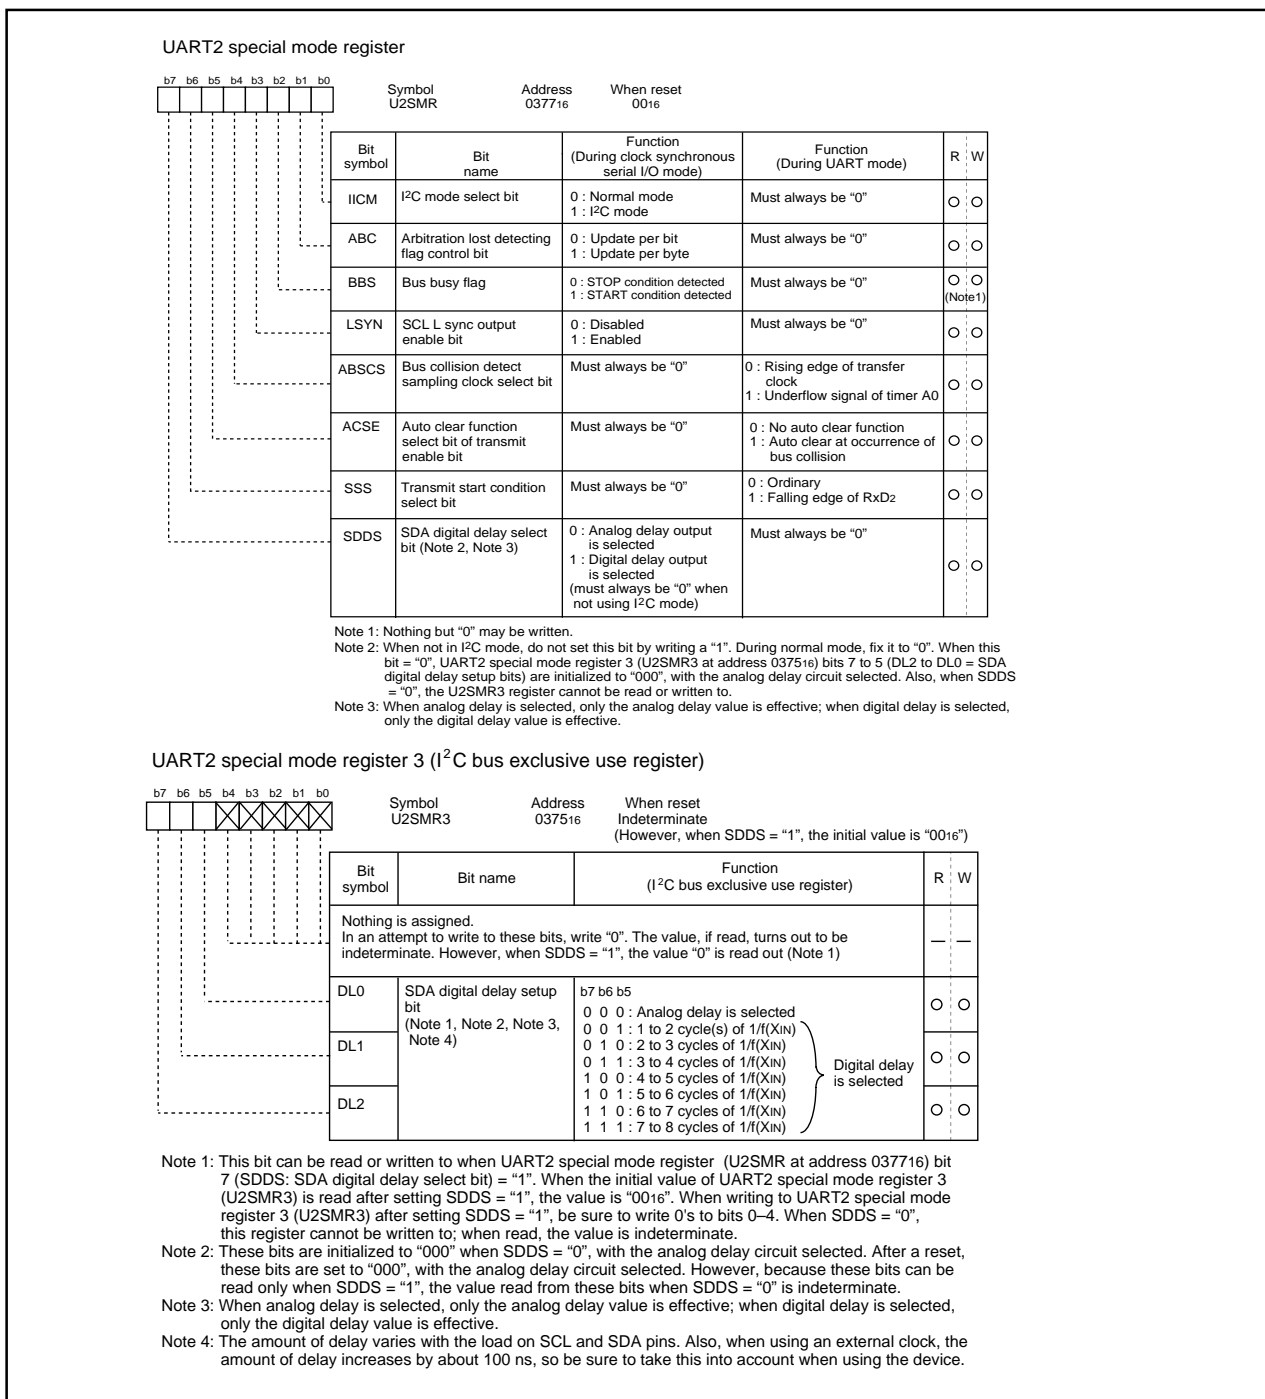 UART2 special mode register
b7 b6 b5 b4 b3 b2 b1 b0
Symbol Address When reset
U2SMR 037716 0016
Bit symbol Bit name Function (During clock synchronous serial I/O mode) Function (During UART mode) R W
IICM I2C mode select bit 0 : Normal mode Must always be “0”
1 : I2C mode
ABC Arbitration lost detecting 0 : Update per bit Must always be “0”
flag control bit 1 : Update per byte
BBS Bus busy flag 0 : STOP condition detected Must always be “0”
1 : START condition detected (Note1)
LSYN SCL L sync output 0 : Disabled Must always be “0”
enable bit 1 : Enabled
ABSCS Bus collision detect Must always be “0” 0 : Rising edge of transfer
sampling clock select bit clock
1 : Underflow signal of timer A0
ACSE Auto clear function Must always be “0” 0 : No auto clear function
select bit of transmit 1 : Auto clear at occurrence of
enable bit bus collision
SSS Transmit start condition Must always be “0” 0 : Ordinary
select bit 1 : Falling edge of RxD2
SDDS SDA digital delay select 0 : Analog delay output Must always be “0”
bit (Note 2, Note 3) is selected
1 : Digital delay output
is selected
(must always be “0” when
not using I2C mode)
Note 1: Nothing but “0” may be written.
Note 2: When not in I2C mode, do not set this bit by writing a “1”. During normal mode, fix it to “0”. When this
bit = “0”, UART2 special mode register 3 (U2SMR3 at address 037516) bits 7 to 5 (DL2 to DL0 = SDA
digital delay setup bits) are initialized to “000”, with the analog delay circuit selected. Also, when SDDS
= “0”, the U2SMR3 register cannot be read or written to.
Note 3: When analog delay is selected, only the analog delay value is effective; when digital delay is selected,
only the digital delay value is effective.
UART2 special mode register 3 (I2C bus exclusive use register)
b7 b6 b5 b4 b3 b2 b1 b0
Symbol Address When reset
U2SMR3 037516 Indeterminate
(However, when SDDS = “1”, the initial value is “0016”)
Bit symbol Bit name Function (I2C bus exclusive use register) R W
Nothing is assigned.
In an attempt to write to these bits, write “0”. The value, if read, turns out to be
indeterminate. However, when SDDS = “1”, the value “0” is read out (Note 1)
DL0 SDA digital delay setup b7 b6 b5
bit 0 0 0 : Analog delay is selected
(Note 1, Note 2, Note 3, 0 0 1 : 1 to 2 cycle(s) of 1/f(XIN)
DL1 Note 4) 0 1 0 : 2 to 3 cycles of 1/f(XIN)
0 1 1 : 3 to 4 cycles of 1/f(XIN) Digital delay
1 0 0 : 4 to 5 cycles of 1/f(XIN) is selected
DL2 1 0 1 : 5 to 6 cycles of 1/f(XIN)
1 1 0 : 6 to 7 cycles of 1/f(XIN)
1 1 1 : 7 to 8 cycles of 1/f(XIN)
Note 1: This bit can be read or written to when UART2 special mode register (U2SMR at address 037716) bit
7 (SDDS: SDA digital delay select bit) = “1”. When the initial value of UART2 special mode register 3
(U2SMR3) is read after setting SDDS = “1”, the value is “0016”. When writing to UART2 special mode
register 3 (U2SMR3) after setting SDDS = “1”, be sure to write 0's to bits 0–4. When SDDS = “0”,
this register cannot be written to; when read, the value is indeterminate.
Note 2: These bits are initialized to “000” when SDDS = “0”, with the analog delay circuit selected. After a reset,
these bits are set to “000”, with the analog delay circuit selected. However, because these bits can be
read only when SDDS = “1”, the value read from these bits when SDDS = “0” is indeterminate.
Note 3: When analog delay is selected, only the analog delay value is effective; when digital delay is selected,
only the digital delay value is effective.
Note 4: The amount of delay varies with the load on SCL and SDA pins. Also, when using an external clock, the
amount of delay increases by about 100 ns, so be sure to take this into account when using the device.